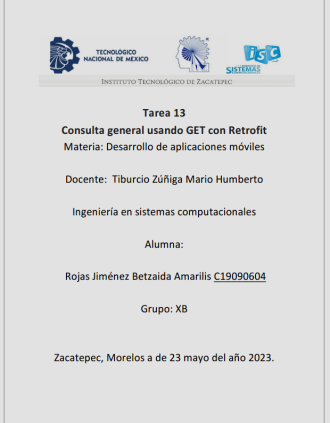 TECNOLÓGICO
NACIONAL DE MÉXICO
isc
SISTEMAS
INSTITUTO TECNOLÓGICO DE ZACATEPEC
Tarea 13
Consulta general usando GET con Retrofit
Materia: Desarrollo de aplicaciones móviles
Docente: Tiburcio Zúñiga Mario Humberto
Ingeniería en sistemas computacionales
Alumna:
Rojas Jiménez Betzaida Amarilis C19090604
Grupo: XB
Zacatepec, Morelos a de 23 mayo del año 2023.